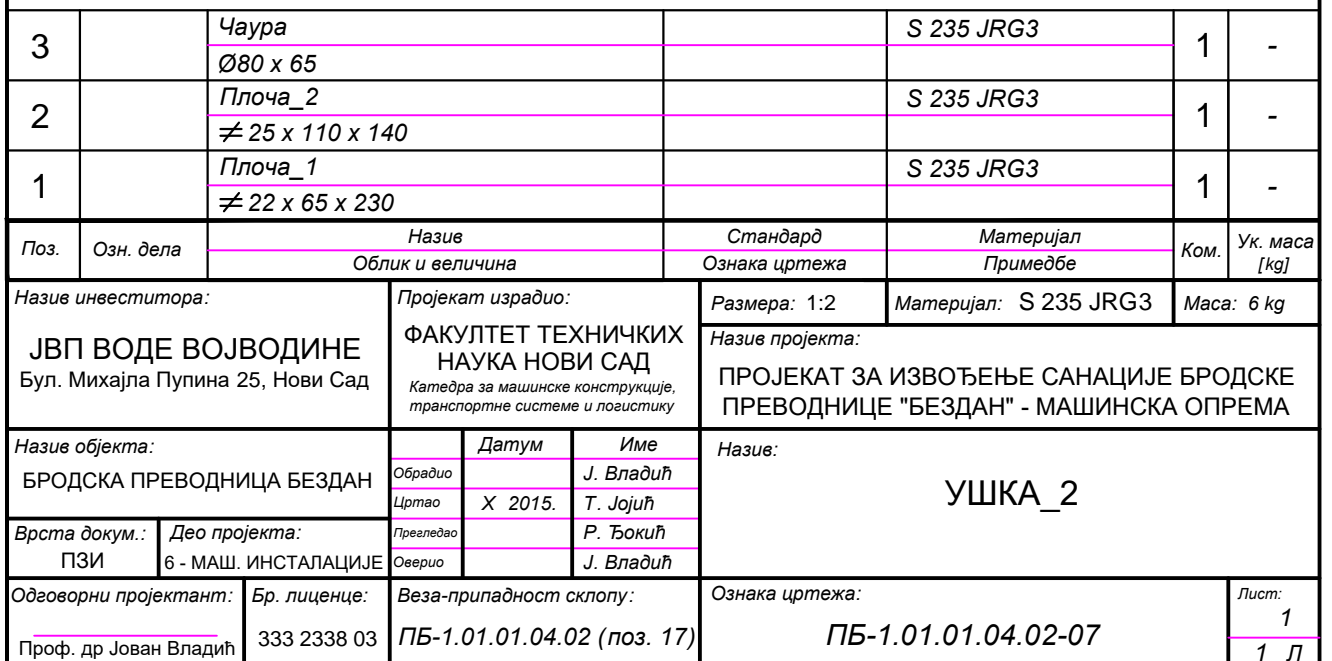 3
Чаура
S 235 JRG3
1
-
Ø80 x 65
2
Плоча_2
S 235 JRG3
1
-
≠ 25 x 110 x 140
1
Плоча_1
S 235 JRG3
1
-
≠ 22 x 65 x 230
Поз.
Озн. дела
Назив
Облик и величина
Стандард
Ознака цртежа
Материјал
Примедбе
Ком.
Ук. маса
[kg]
Назив инвеститора:
ЈВП ВОДЕ ВОЈВОДИНЕ
Бул. Михајла Пупина 25, Нови Сад
Пројекат израдио:
ФАКУЛТЕТ ТЕХНИЧКИХ
НАУКА НОВИ САД
Катедра за машинске конструкције,
транспортне системе и логистику
Размера: 1:2
Материјал: S 235 JRG3
Маса: 6 kg
Назив пројекта:
ПРОЈЕКАТ ЗА ИЗВОЂЕЊЕ САНАЦИЈЕ БРОДСКЕ
ПРЕВОДНИЦЕ "БЕЗДАН" - МАШИНСКА ОПРЕМА
Назив објекта:
БРОДСКА ПРЕВОДНИЦА БЕЗДАН
Датум
Име
Обрадио
Ј. Владић
Цртао
X 2015.
Т. Јојић
Прегледао
Р. Ђокић
Оверио
Ј. Владић
Назив:
УШКА_2
Врста докум.:
ПЗИ
Део пројекта:
6 - МАШ. ИНСТАЛАЦИЈЕ
Одговорни пројектант:
Проф. др Јован Владић
Бр. лиценце:
333 2338 03
Веза-припадност склопу:
ПБ-1.01.01.04.02 (поз. 17)
Ознака цртежа:
ПБ-1.01.01.04.02-07
Лист:
1
1 Л